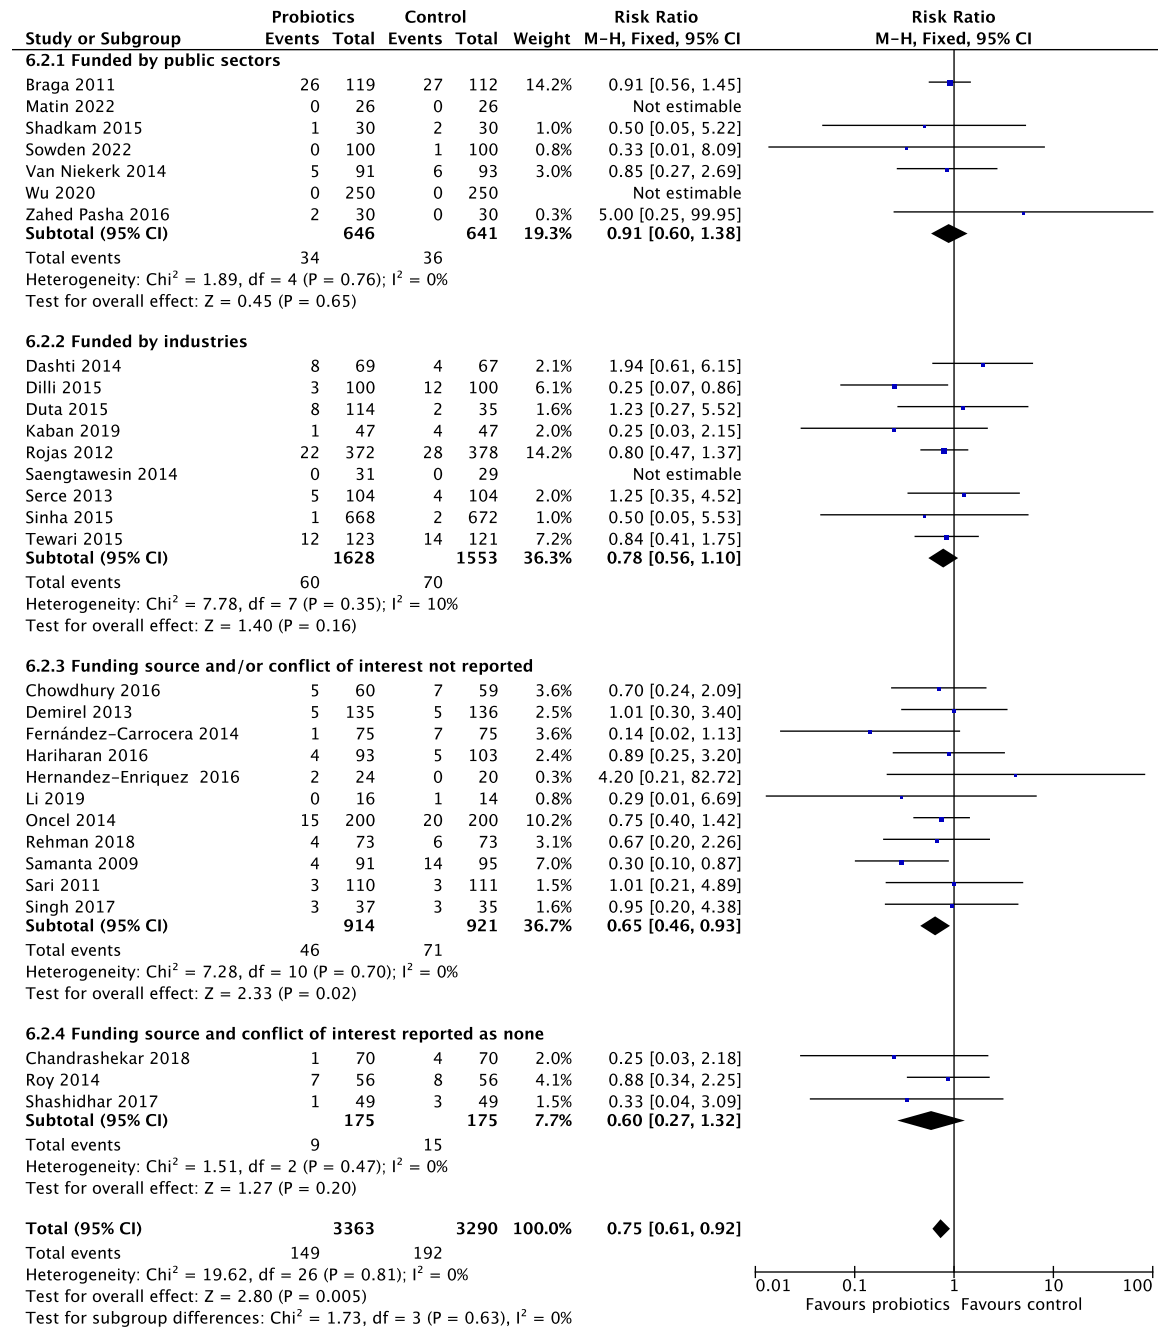 Probiotics Control Risk Ratio Risk Ratio
Study or Subgroup Events Total Events Total Weight M-H, Fixed, 95% CI M-H, Fixed, 95% CI
6.2.1 Funded by public sectors
Braga 2011 26 119 27 112 14.2% 0.91 [0.56, 1.45]
Matin 2022 0 26 0 26 Not estimable
Shadkam 2015 1 30 2 30 1.0% 0.50 [0.05, 5.22]
Sowden 2022 0 100 1 100 0.8% 0.33 [0.01, 8.09]
Van Niekerk 2014 5 91 6 93 3.0% 0.85 [0.27, 2.69]
Wu 2020 0 250 0 250 Not estimable
Zahed Pasha 2016 2 30 0 30 0.3% 5.00 [0.25, 99.95]
Subtotal (95% CI) 646 641 19.3% 0.91 [0.60, 1.38]
Total events 34 36
Heterogeneity: Chi² = 1.89, df = 4 (P = 0.76); I² = 0%
Test for overall effect: Z = 0.45 (P = 0.65)
6.2.2 Funded by industries
Dashti 2014 8 69 4 67 2.1% 1.94 [0.61, 6.15]
Dilli 2015 3 100 12 100 6.1% 0.25 [0.07, 0.86]
Duta 2015 8 114 2 35 1.6% 1.23 [0.27, 5.52]
Kaban 2019 1 47 4 47 2.0% 0.25 [0.03, 2.15]
Rojas 2012 22 372 28 378 14.2% 0.80 [0.47, 1.37]
Saengtawesin 2014 0 31 0 29 Not estimable
Serce 2013 5 104 4 104 2.0% 1.25 [0.35, 4.52]
Sinha 2015 1 668 2 672 1.0% 0.50 [0.05, 5.53]
Tewari 2015 12 123 14 121 7.2% 0.84 [0.41, 1.75]
Subtotal (95% CI) 1628 1553 36.3% 0.78 [0.56, 1.10]
Total events 60 70
Heterogeneity: Chi² = 7.78, df = 7 (P = 0.35); I² = 10%
Test for overall effect: Z = 1.40 (P = 0.16)
6.2.3 Funding source and/or conflict of interest not reported
Chowdhury 2016 5 60 7 59 3.6% 0.70 [0.24, 2.09]
Demirel 2013 5 135 5 136 2.5% 1.01 [0.30, 3.40]
Fernández-Carrocera 2014 1 75 7 75 3.6% 0.14 [0.02, 1.13]
Hariharan 2016 4 93 5 103 2.4% 0.89 [0.25, 3.20]
Hernandez-Enriquez 2016 2 24 0 20 0.3% 4.20 [0.21, 82.72]
Li 2019 0 16 1 14 0.8% 0.29 [0.01, 6.69]
Oncel 2014 15 200 20 200 10.2% 0.75 [0.40, 1.42]
Rehman 2018 4 73 6 73 3.1% 0.67 [0.20, 2.26]
Samanta 2009 4 91 14 95 7.0% 0.30 [0.10, 0.87]
Sari 2011 3 110 3 111 1.5% 1.01 [0.21, 4.89]
Singh 2017 3 37 3 35 1.6% 0.95 [0.20, 4.38]
Subtotal (95% CI) 914 921 36.7% 0.65 [0.46, 0.93]
Total events 46 71
Heterogeneity: Chi² = 7.28, df = 10 (P = 0.70); I² = 0%
Test for overall effect: Z = 2.33 (P = 0.02)
6.2.4 Funding source and conflict of interest reported as none
Chandrashekar 2018 1 70 4 70 2.0% 0.25 [0.03, 2.18]
Roy 2014 7 56 8 56 4.1% 0.88 [0.34, 2.25]
Shashidhar 2017 1 49 3 49 1.5% 0.33 [0.04, 3.09]
Subtotal (95% CI) 175 175 7.7% 0.60 [0.27, 1.32]
Total events 9 15
Heterogeneity: Chi² = 1.51, df = 2 (P = 0.47); I² = 0%
Test for overall effect: Z = 1.27 (P = 0.20)
Total (95% CI) 3363 3290 100.0% 0.75 [0.61, 0.92]
Total events 149 192
Heterogeneity: Chi² = 19.62, df = 26 (P = 0.81); I² = 0%
Test for overall effect: Z = 2.80 (P = 0.005)
Test for subgroup differences: Chi² = 1.73, df = 3 (P = 0.63), I² = 0%
0.01 0.1 1 10 100
Favours probiotics Favours control